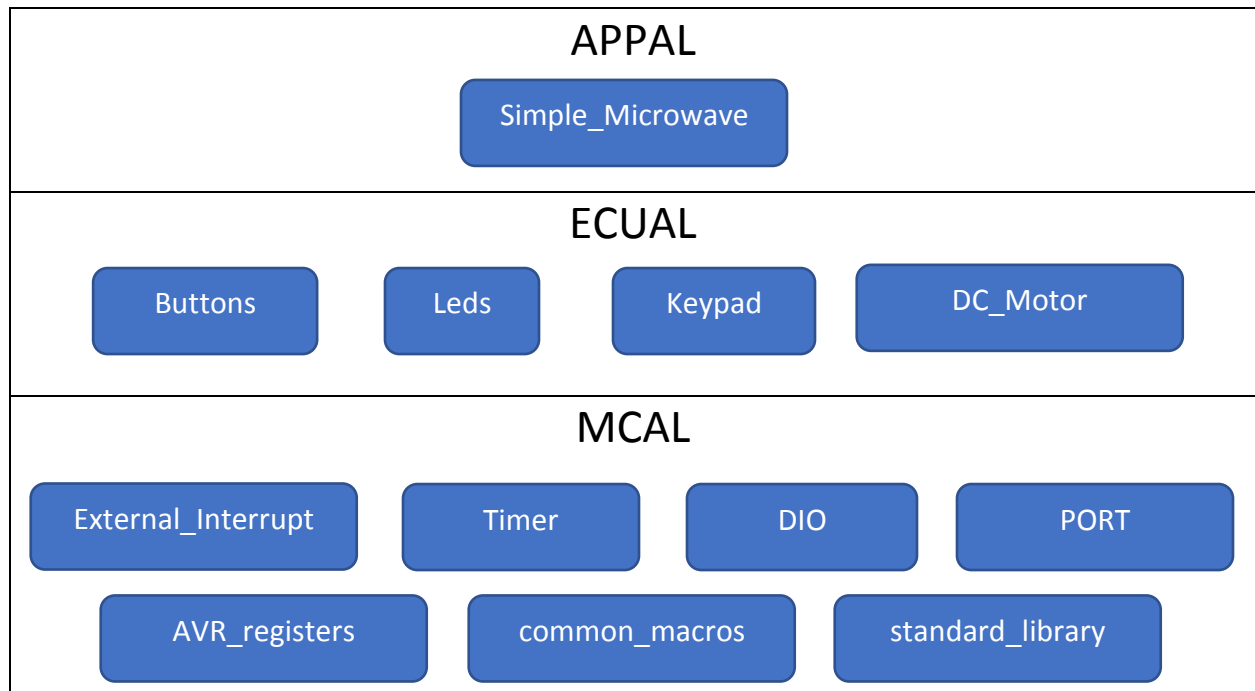 APPAL
Simple_Microwave
ECUAL
Buttons
Leds
Keypad
DC_Motor
MCAL
External_Interrupt
Timer
DIO
PORT
AVR_registers
common_macros
standard_library